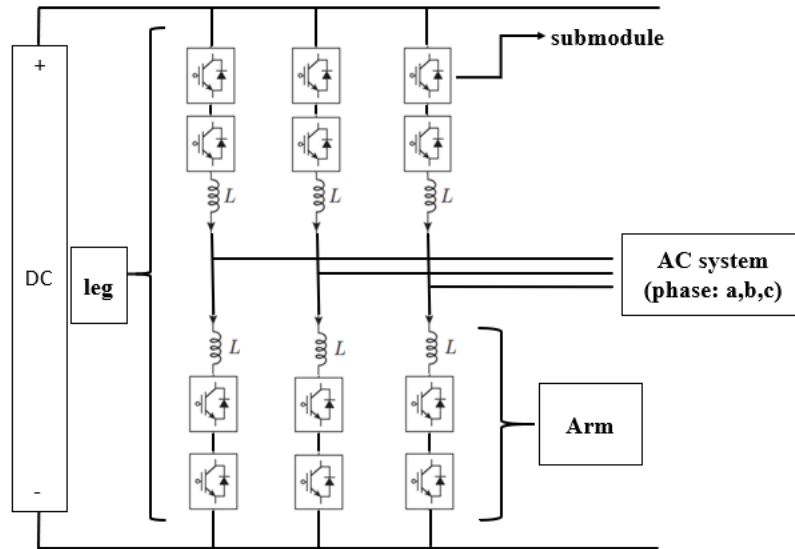 submodule
+
L
L
L
DC
leg
AC system
(phase: a,b,c)
L
L
L
Arm
-